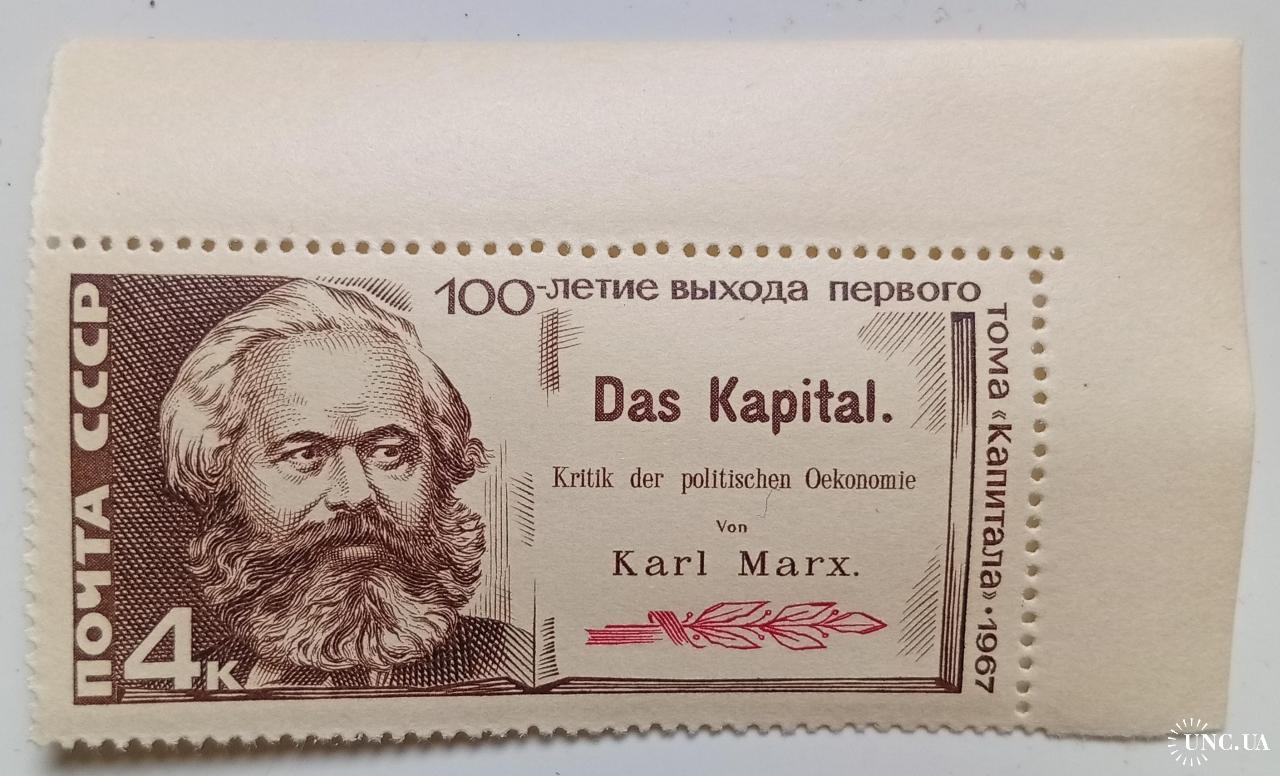 ПОЧТА СССР
4к
100-летие выхода первого
тома «Капитала»·1967
Das Kapital.
Kritik der politischen Oekonomie
Von
Karl Marx.
UNC.UA